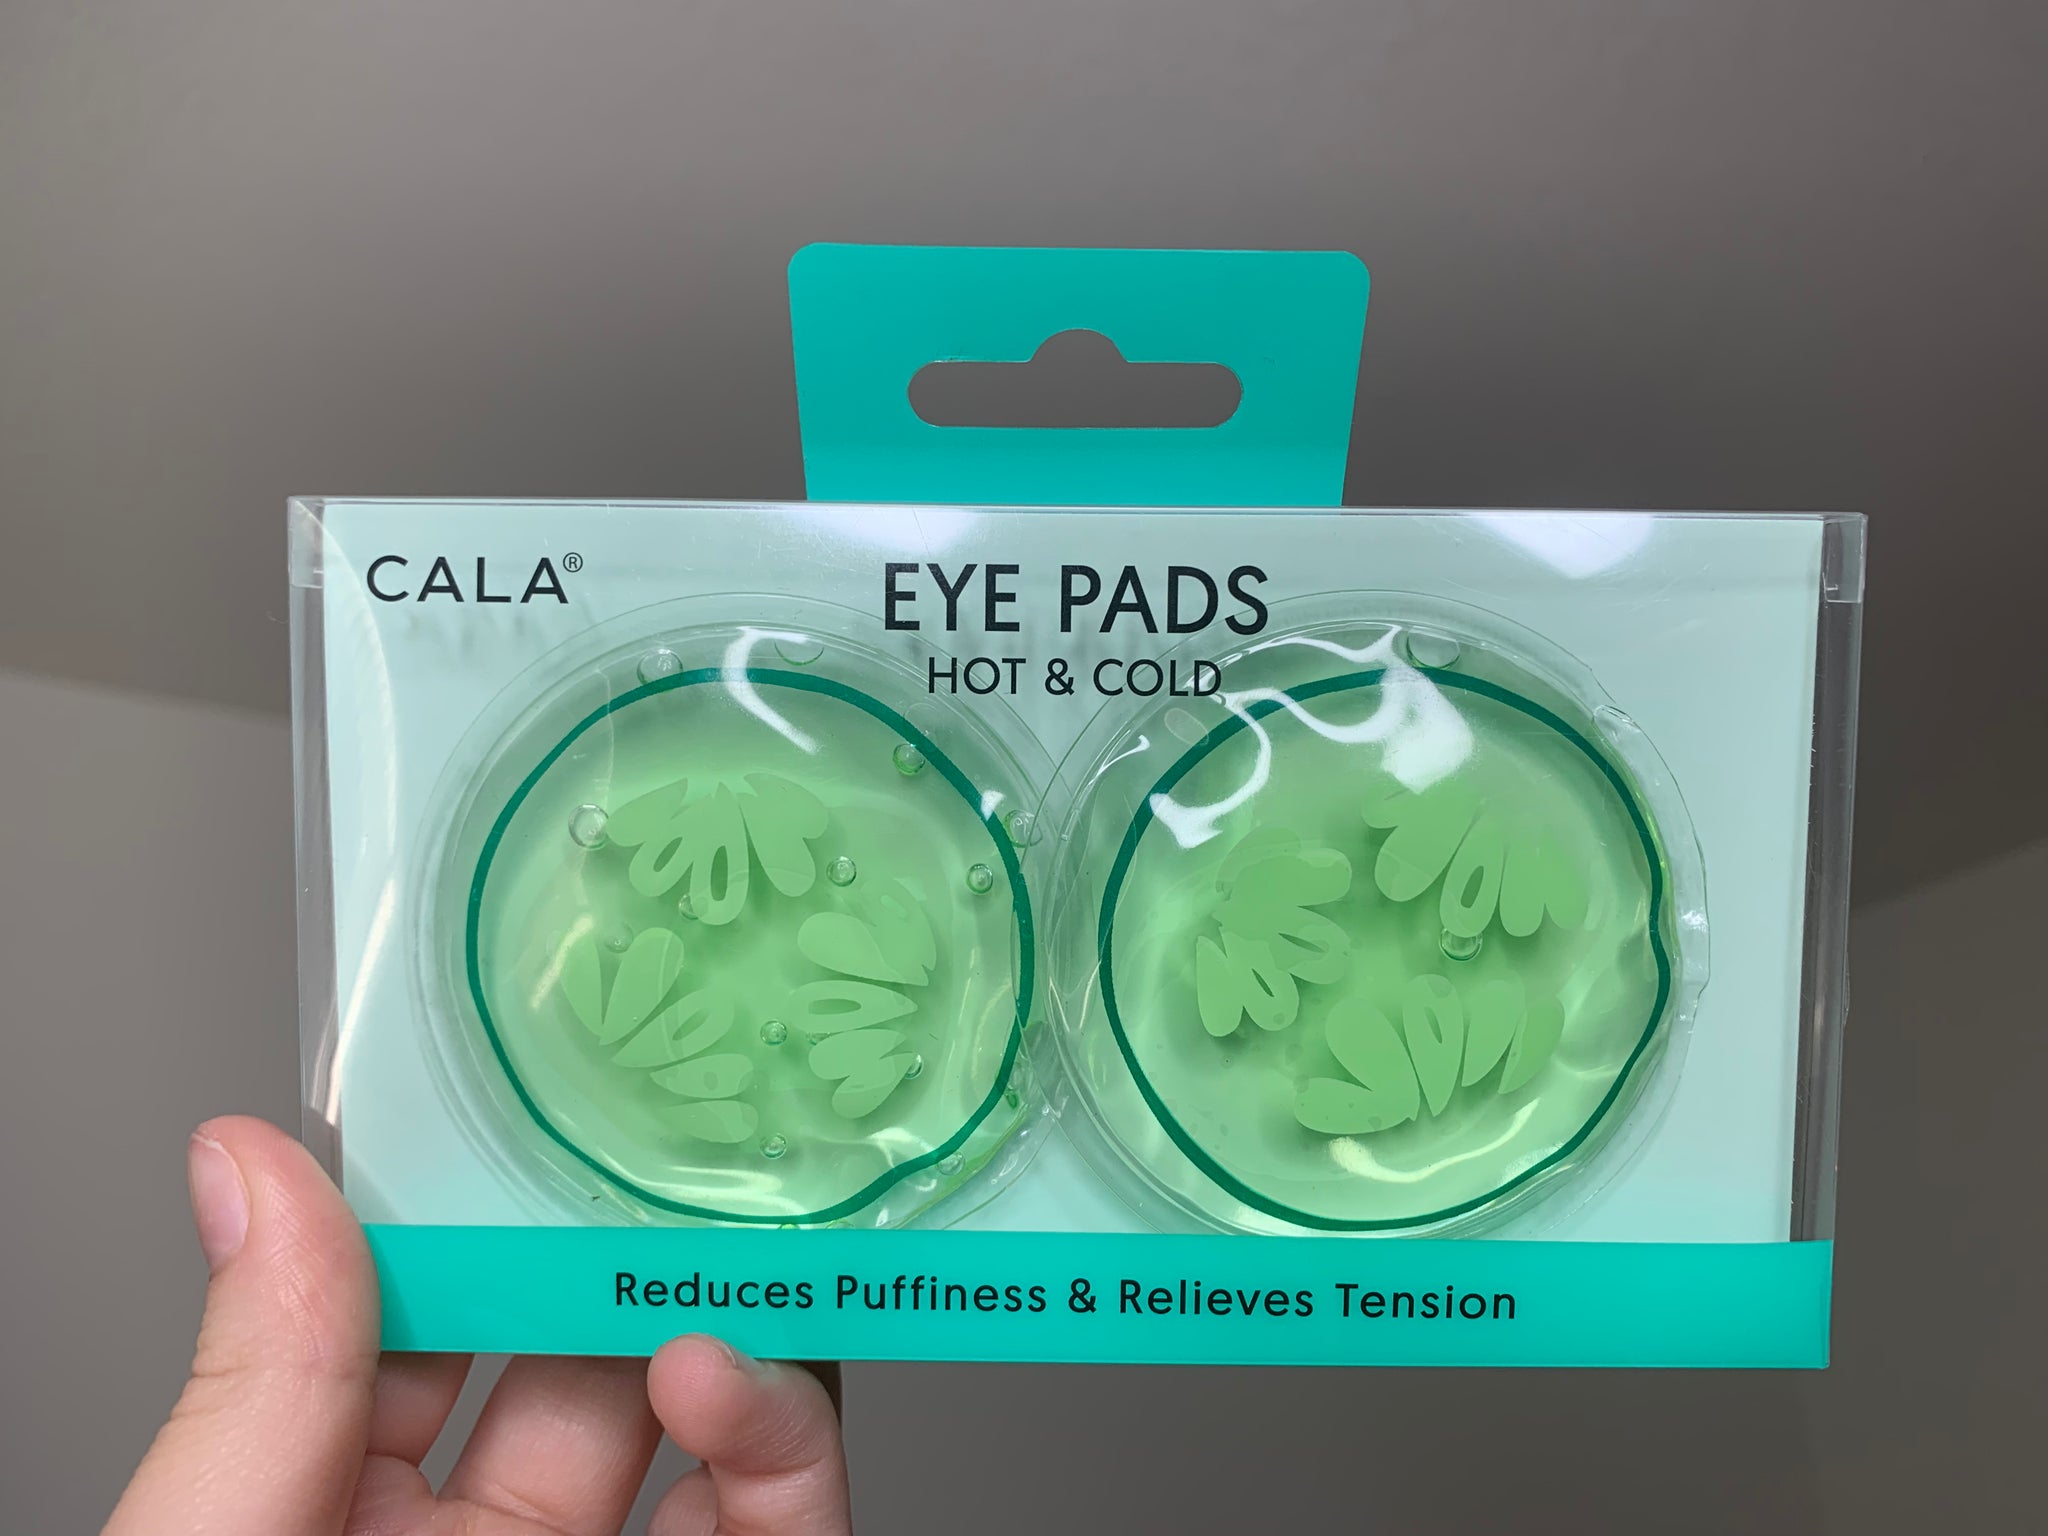 CALA®
EYE PADS
HOT & COLD
Reduces Puffiness & Relieves Tension